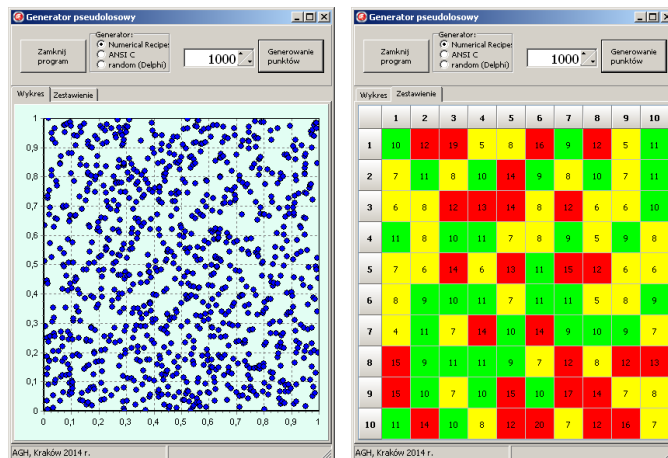 Generator pseudolosowy
Zamknij program
Generator:
Numerical Recipe:
ANSI C
random (Delphi)
1000
Generowanie punktów
Wykres Zestawienie
1
0,9
0,8
0,7
0,6
0,5
0,4
0,3
0,2
0,1
0
0 0,1 0,2 0,3 0,4 0,5 0,6 0,7 0,8 0,9 1
AGH, Kraków 2014 r.
Generator pseudolosowy
Zamknij program
Generator:
Numerical Recipe:
ANSI C
random (Delphi)
1000
Generowanie punktów
Wykres Zestawienie
1 2 3 4 5 6 7 8 9 10
1 10 12 19 5 8 16 9 12 5 11
2 7 11 8 10 14 9 8 10 7 11
3 6 8 12 13 14 8 12 6 6 10
4 11 8 10 11 7 8 9 5 9 8
5 7 6 14 6 13 11 15 12 6 6
6 8 9 10 11 7 11 11 5 8 9
7 4 11 7 14 10 14 9 10 9 7
8 15 9 11 11 9 7 12 8 12 13
9 15 10 7 10 15 10 17 14 7 8
10 11 14 10 8 12 20 7 12 16 7
AGH, Kraków 2014 r.